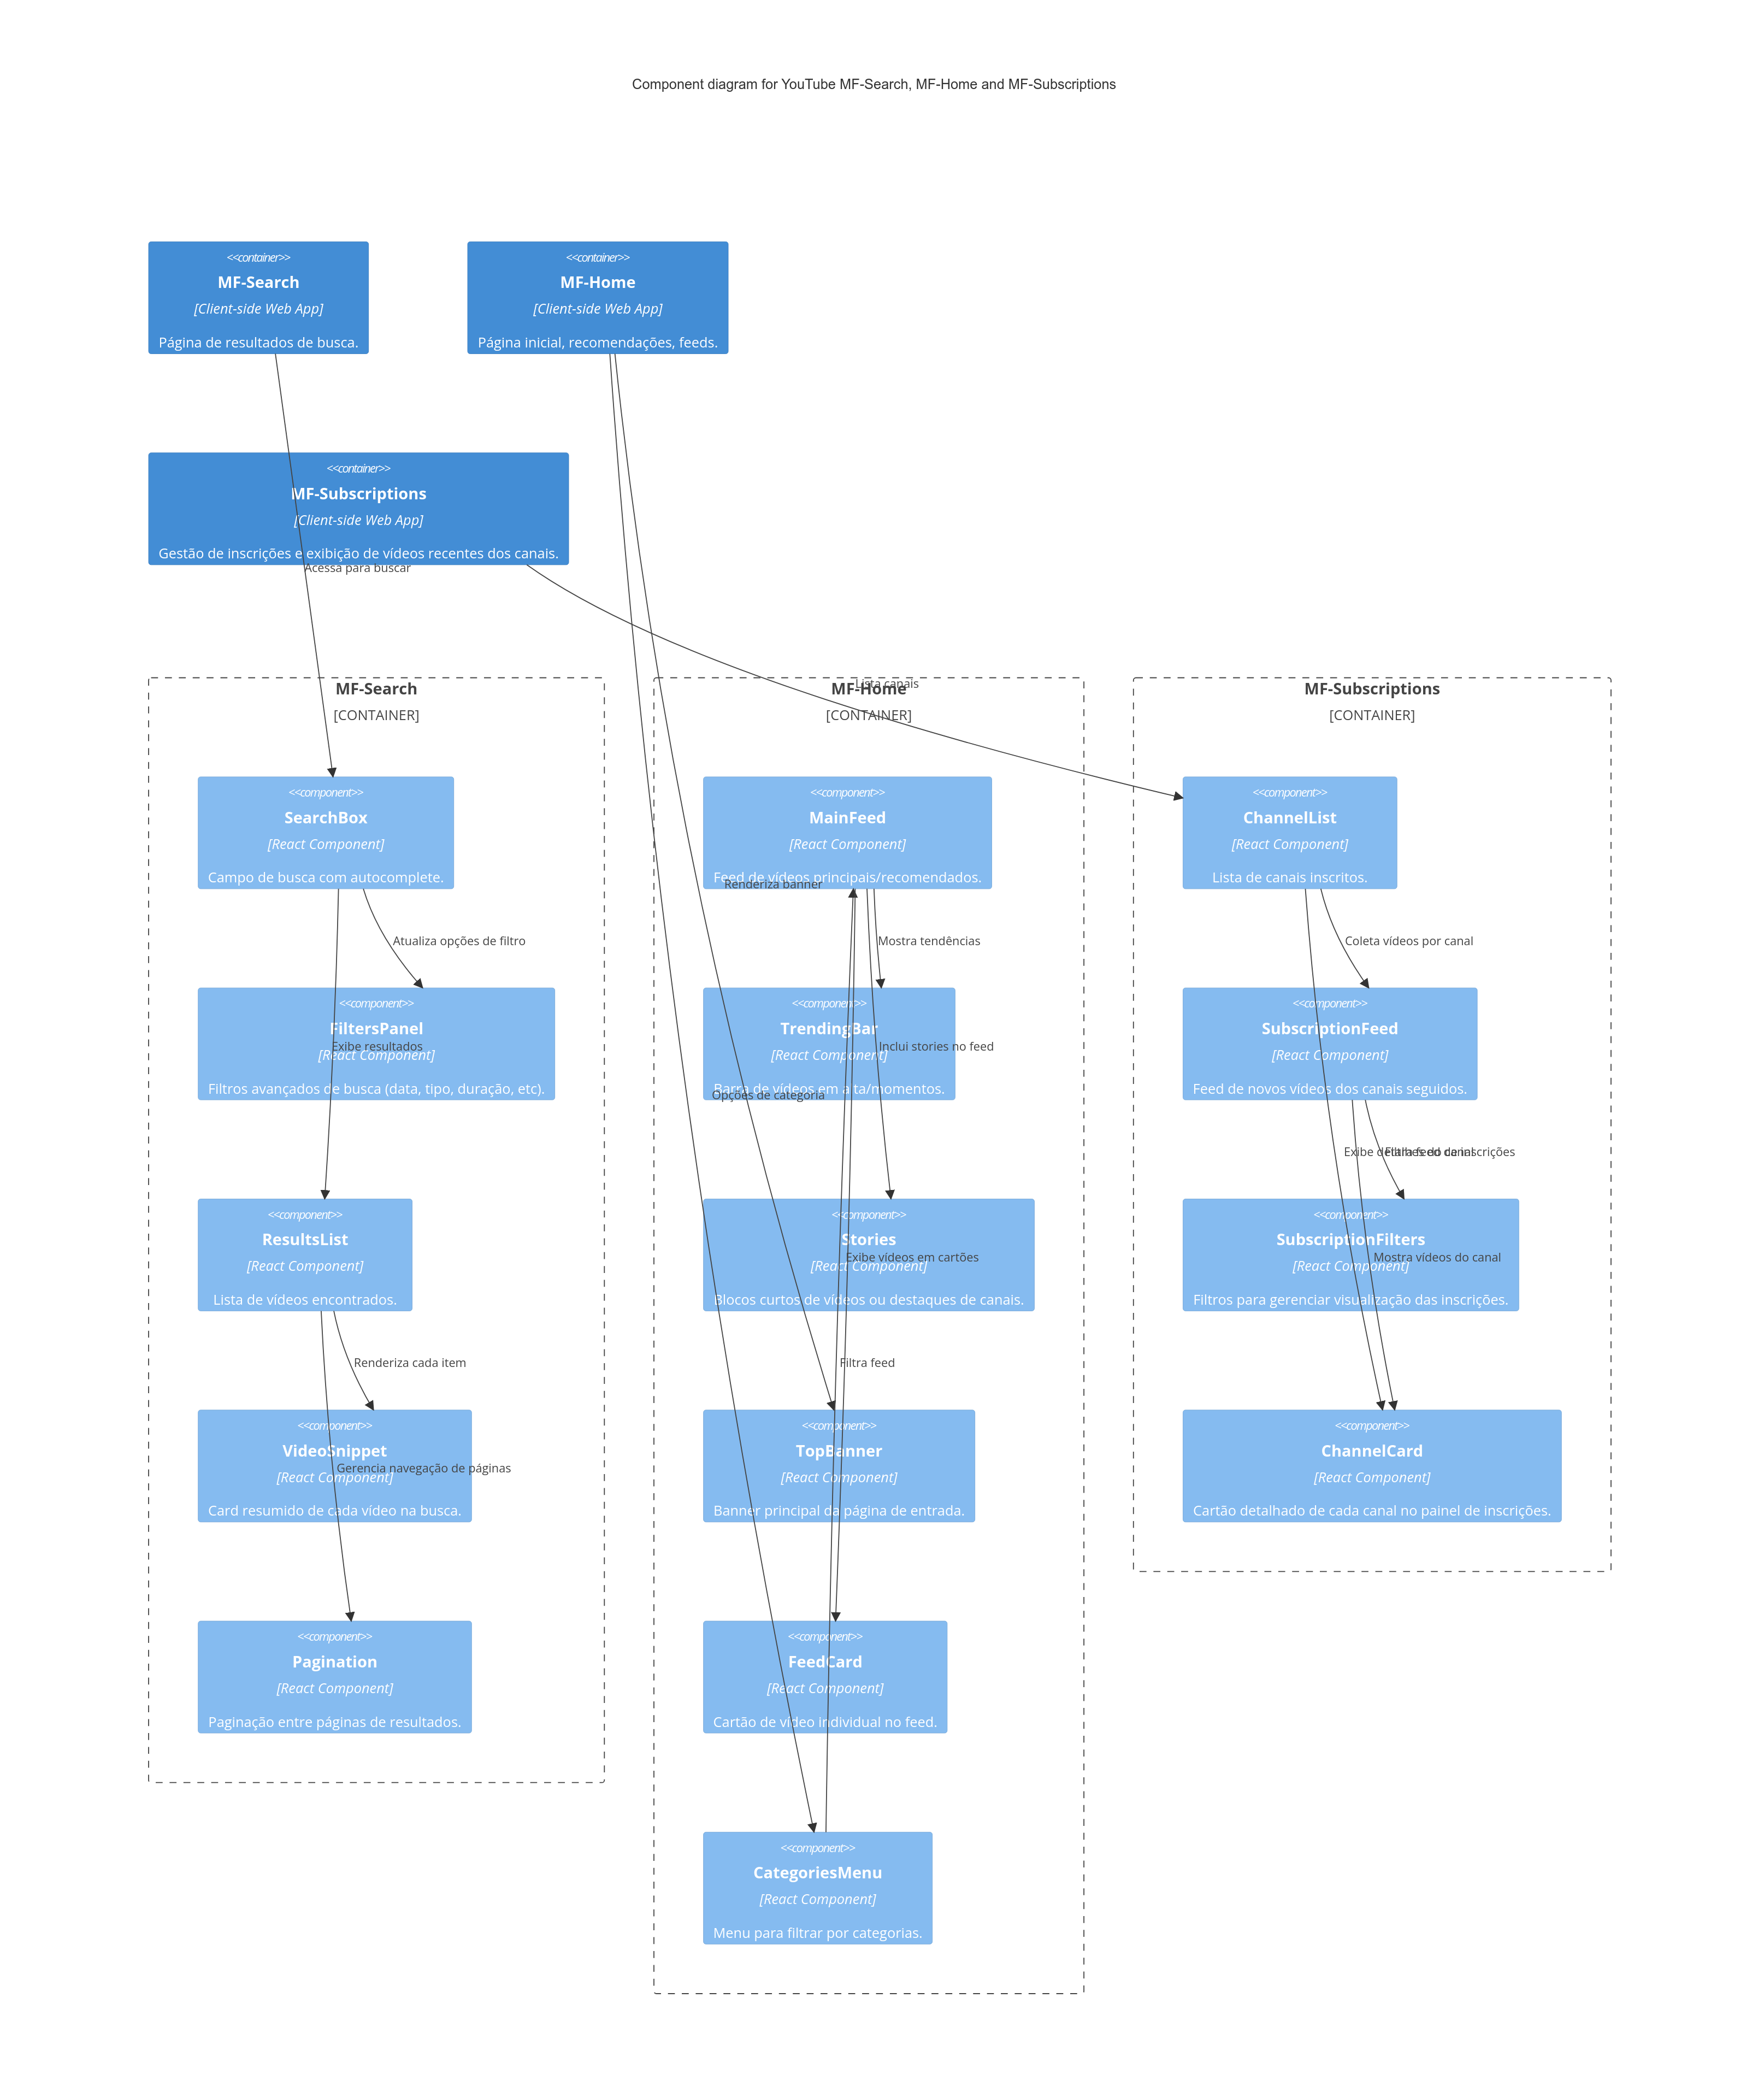 Component diagram for YouTube MF-Search, MF-Home and MF-Subscriptions
<<container>>
MF-Search
[Client-side Web App]
Página de resultados de busca.
<<container>>
MF-Home
[Client-side Web App]
Página inicial, recomendações, feeds.
<<container>>
MF-Subscriptions
[Client-side Web App]
Gestão de inscrições e exibição de vídeos recentes dos canais.
Acessa para buscar
Lista canais
MF-Search
[CONTAINER]
<<component>>
SearchBox
[React Component]
Campo de busca com autocomplete.
Atualiza opções de filtro
<<component>>
FiltersPanel
[React Component]
Exibe resultados
Filtros avançados de busca (data, tipo, duração, etc).
<<component>>
ResultsList
[React Component]
Lista de vídeos encontrados.
Renderiza cada item
<<component>>
VideoSnippet
[React Component]
Gerencia navegação de páginas
Card resumido de cada vídeo na busca.
<<component>>
Pagination
[React Component]
Paginação entre páginas de resultados.
MF-Home
[CONTAINER]
<<component>>
MainFeed
[React Component]
Feed de vídeos principais/recomendados.
Renderiza banner
Mostra tendências
<<component>>
TrendingBar
[React Component]
Inclui stories no feed
Barra de vídeos em alta/momentos.
Opções de categoria
<<component>>
Stories
[React Component]
Exibe vídeos em cartões
Blocos curtos de vídeos ou destaques de canais.
Filtra feed
<<component>>
TopBanner
[React Component]
Banner principal da página de entrada.
<<component>>
FeedCard
[React Component]
Cartão de vídeo individual no feed.
<<component>>
CategoriesMenu
[React Component]
Menu para filtrar por categorias.
MF-Subscriptions
[CONTAINER]
<<component>>
ChannelList
[React Component]
Lista de canais inscritos.
Coleta vídeos por canal
<<component>>
SubscriptionFeed
[React Component]
Feed de novos vídeos dos canais seguidos.
Exibe detalhes do canal
Filtra feed de inscrições
<<component>>
SubscriptionFilters
[React Component]
Mostra vídeos do canal
Filtros para gerenciar visualização das inscrições.
<<component>>
ChannelCard
[React Component]
Cartão detalhado de cada canal no painel de inscrições.